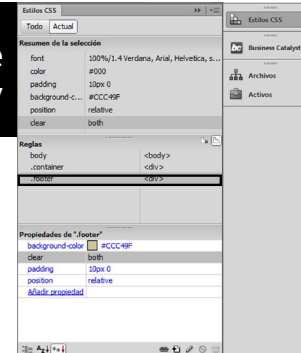 e
y
Estilos CSS
Todo Actual
Resumen de la selección
font 100%/1.4 Verdana, Arial, Helvetica, s...
color #000
padding 10px 0
background-c... #CCC49F
position relative
clear both
Reglas
body <body>
.container <div>
.footer <div>
Propiedades de ".footer"
background-color #CCC49F
clear both
padding 10px 0
position relative
Añadir propiedad
Estilos CSS
Business Catalyst
Archivos
Activos